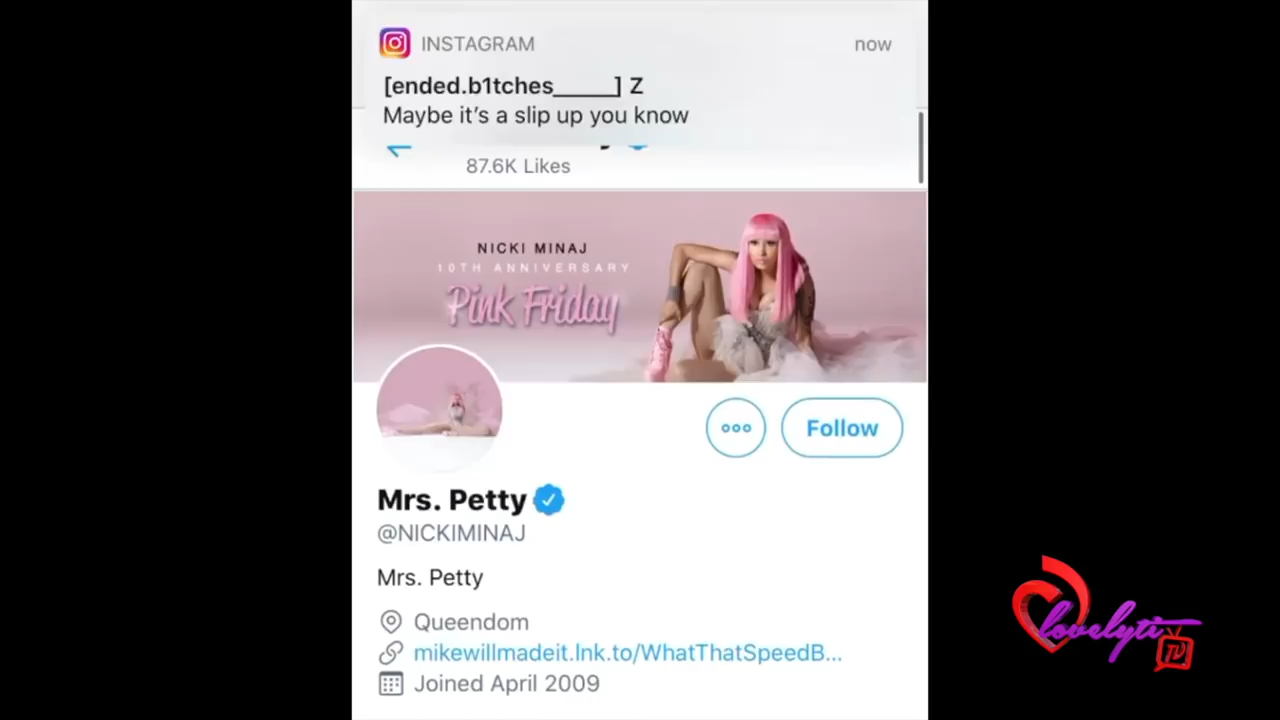 INSTAGRAM
now
[ended.b1tches_____] Z
Maybe it's a slip up you know
87.6K Likes
NICKI MINAJ
10TH ANNIVERSARY
Pink Friday
Follow
Mrs. Petty
@NICKIMINAJ
Mrs. Petty
Queendom
mikewillmadeit.lnk.to/WhatThatSpeedB...
Joined April 2009
lovelyti
TV